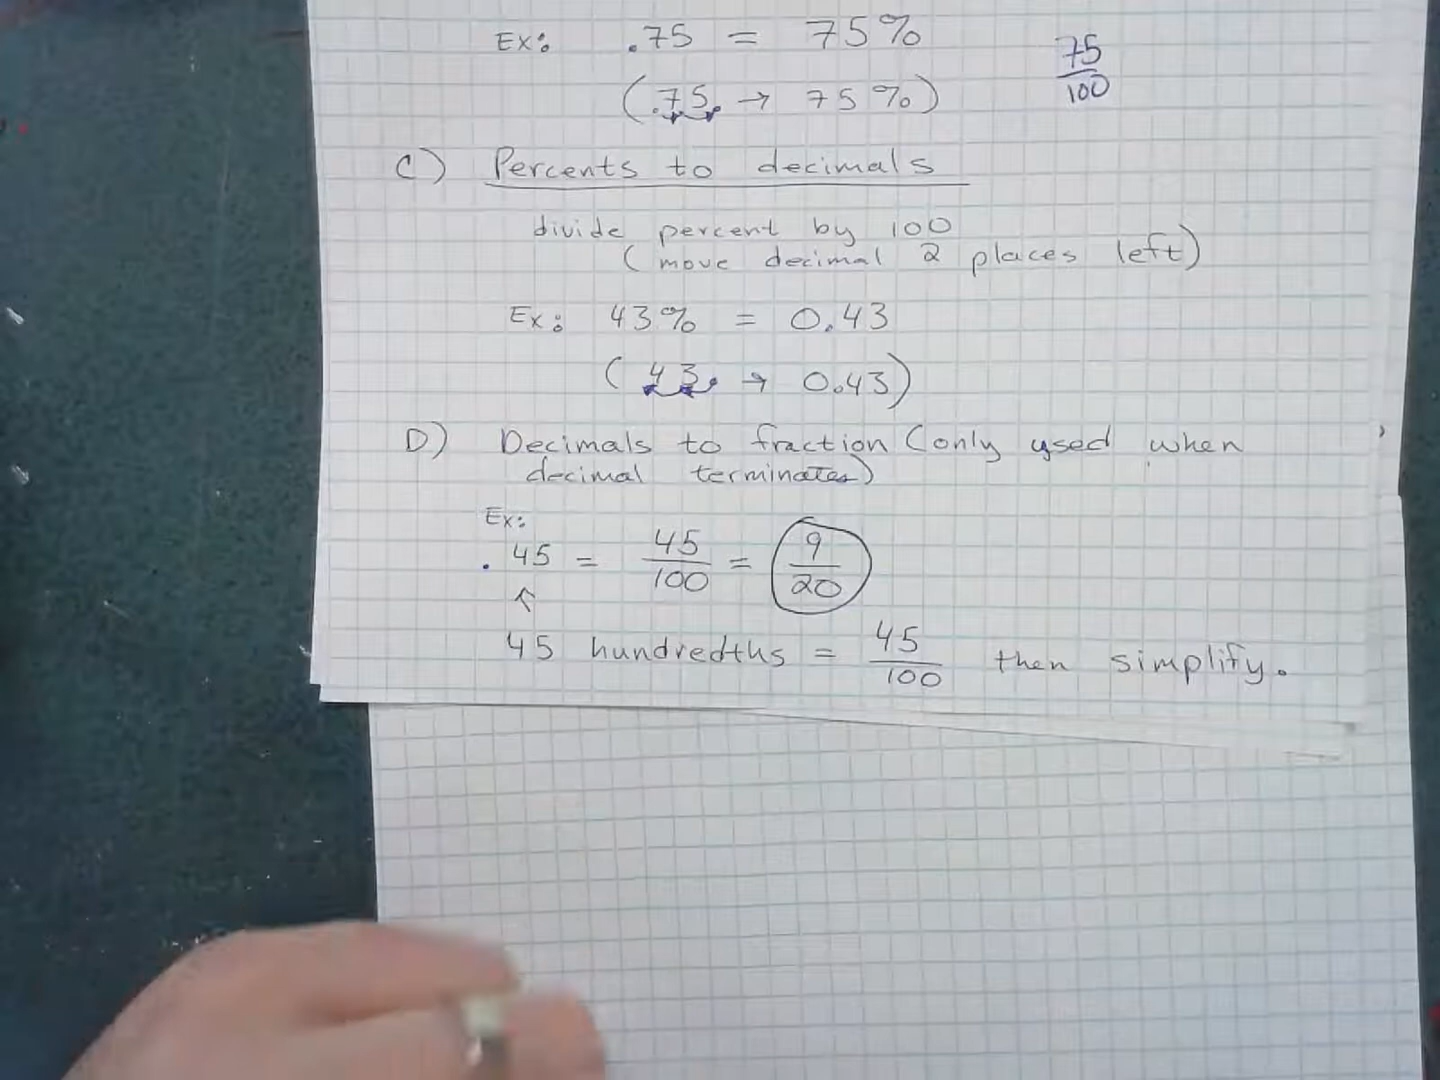 Ex: .75 = 75%
75/100
(.75. → 75%)
C) Percents to decimals
divide percent by 100
(move decimal 2 places left)
Ex: 43% = 0.43
(43. → 0.43)
D) Decimals to fraction (only used when
decimal terminates)
Ex:
.45 = 45/100 = 9/20
45 hundredths = 45/100 then simplify.